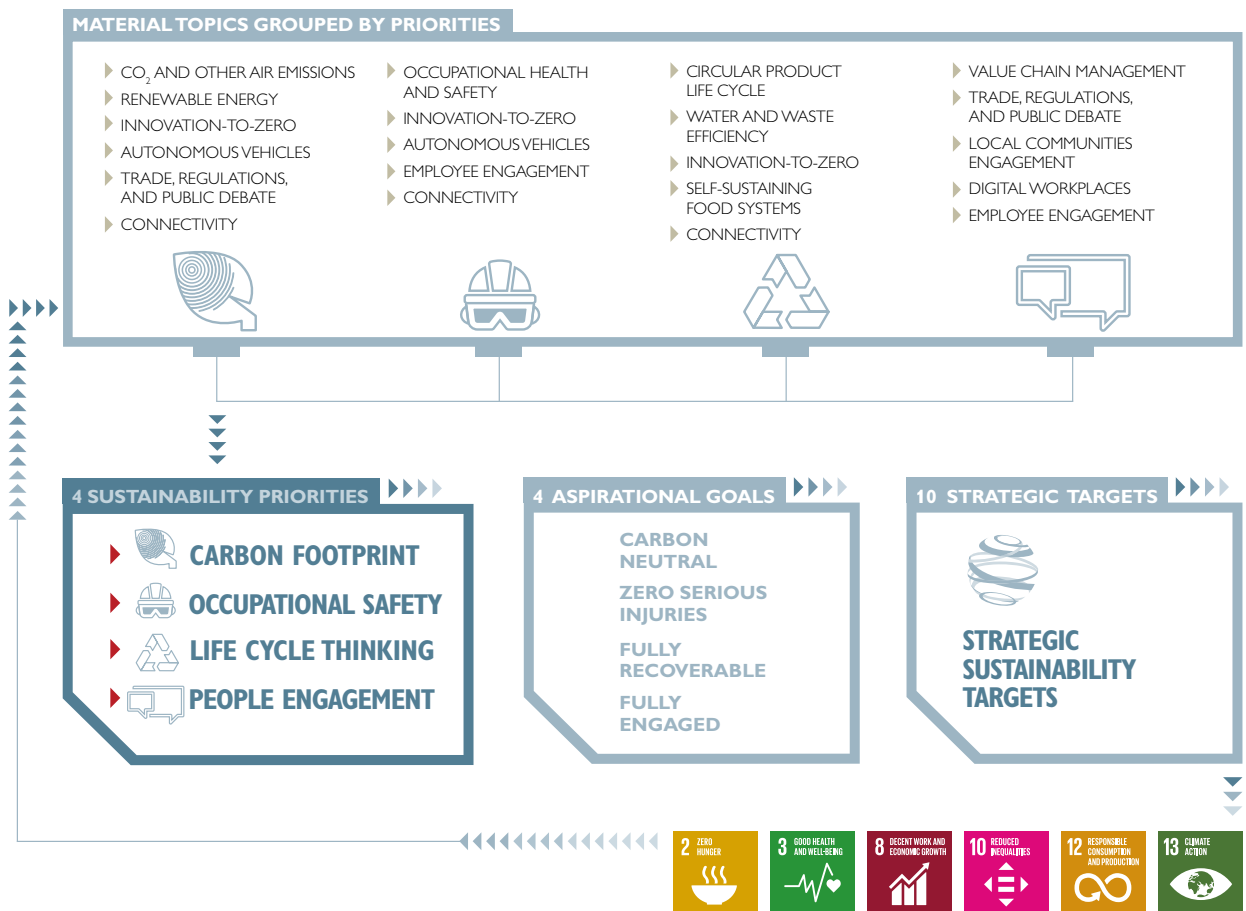 MATERIAL TOPICS GROUPED BY PRIORITIES
CO₂ AND OTHER AIR EMISSIONS
RENEWABLE ENERGY
INNOVATION-TO-ZERO
AUTONOMOUS VEHICLES
TRADE, REGULATIONS,
AND PUBLIC DEBATE
CONNECTIVITY
OCCUPATIONAL HEALTH
AND SAFETY
INNOVATION-TO-ZERO
AUTONOMOUS VEHICLES
EMPLOYEE ENGAGEMENT
CONNECTIVITY
CIRCULAR PRODUCT
LIFE CYCLE
WATER AND WASTE
EFFICIENCY
INNOVATION-TO-ZERO
SELF-SUSTAINING
FOOD SYSTEMS
CONNECTIVITY
VALUE CHAIN MANAGEMENT
TRADE, REGULATIONS,
AND PUBLIC DEBATE
LOCAL COMMUNITIES
ENGAGEMENT
DIGITAL WORKPLACES
EMPLOYEE ENGAGEMENT
4 SUSTAINABILITY PRIORITIES
CARBON FOOTPRINT
OCCUPATIONAL SAFETY
LIFE CYCLE THINKING
PEOPLE ENGAGEMENT
4 ASPIRATIONAL GOALS
CARBON
NEUTRAL
ZERO SERIOUS
INJURIES
FULLY
RECOVERABLE
FULLY
ENGAGED
10 STRATEGIC TARGETS
STRATEGIC
SUSTAINABILITY
TARGETS
2 ZERO
HUNGER
3 GOOD HEALTH
AND WELL-BEING
8 DECENT WORK AND
ECONOMIC GROWTH
10 REDUCED
INEQUALITIES
12 RESPONSIBLE
CONSUMPTION
AND PRODUCTION
13 CLIMATE
ACTION